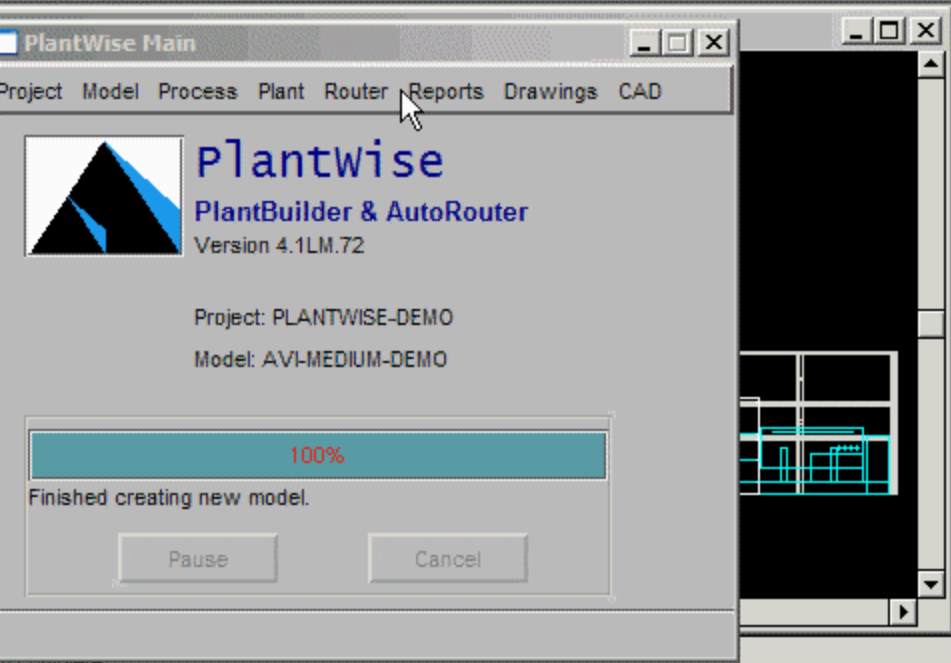 PlantWise Main
Project Model Process Plant Router Reports Drawings CAD
PlantWise
PlantBuilder & AutoRouter
Version 4.1LM.72
Project: PLANTWISE-DEMO
Model: AVI-MEDIUM-DEMO
100%
Finished creating new model.
Pause Cancel